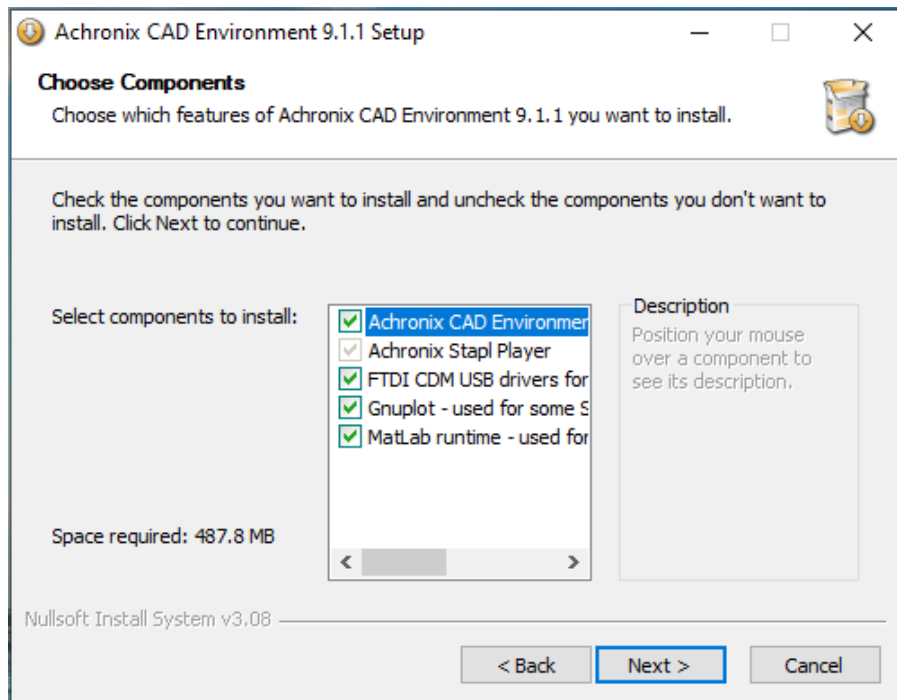 Achronix CAD Environment 9.1.1 Setup
Choose Components
Choose which features of Achronix CAD Environment 9.1.1 you want to install.
Check the components you want to install and uncheck the components you don't want to
install. Click Next to continue.
Select components to install:
Achronix CAD Environmer
Achronix Stapl Player
FTDI CDM USB drivers for
Gnuplot - used for some S
MatLab runtime - used for
Description
Position your mouse
over a component to
see its description.
Space required: 487.8 MB
Nullsoft Install System v3.08
< Back
Next >
Cancel